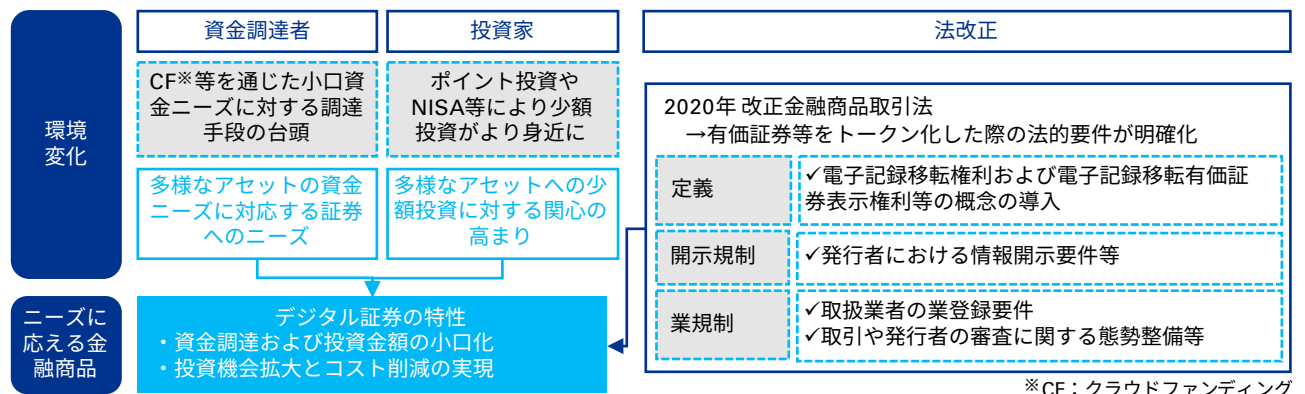 資金調達者
投資家
法改正
環境
変化
CF※等を通じた小口資
金ニーズに対する調達
手段の台頭
ポイント投資や
NISA等により少額
投資がより身近に
多様なアセットの資金
ニーズに対応する証券
へのニーズ
多様なアセットへの少
額投資に対する関心の
高まり
2020年 改正金融商品取引法
→有価証券等をトークン化した際の法的要件が明確化
定義
✓電子記録移転権利および電子記録移転有価証
券表示権利等の概念の導入
開示規制
✓発行者における情報開示要件等
業規制
✓取扱業者の業登録要件
✓取引や発行者の審査に関する態勢整備等
ニーズに
応える金
融商品
デジタル証券の特性
・資金調達および投資金額の小口化
・投資機会拡大とコスト削減の実現
※CF：クラウドファンディング